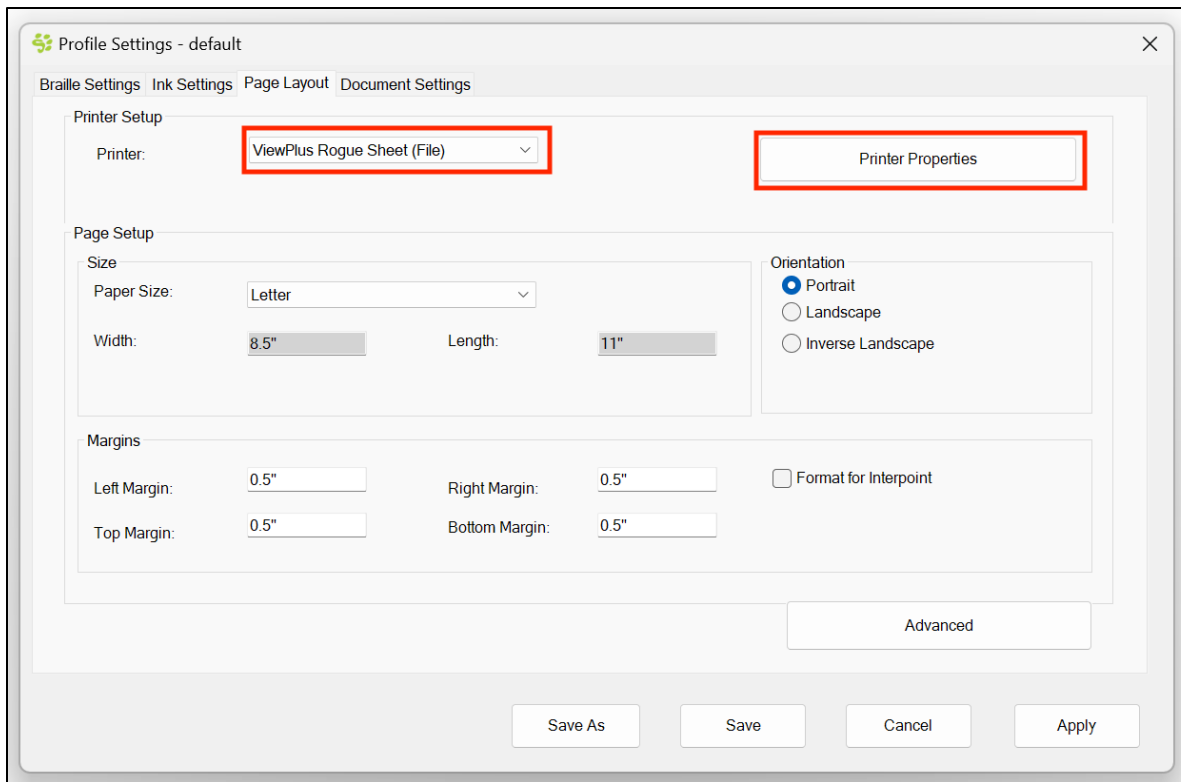 Profile Settings - default
Braille Settings Ink Settings Page Layout Document Settings
Printer Setup
Printer: ViewPlus Rogue Sheet (File) Printer Properties
Page Setup
Size
Paper Size: Letter
Width: 8.5" Length: 11"
Orientation
Portrait
Landscape
Inverse Landscape
Margins
Left Margin: 0.5" Right Margin: 0.5"
Top Margin: 0.5" Bottom Margin: 0.5"
Format for Interpoint
Advanced
Save As Save Cancel Apply